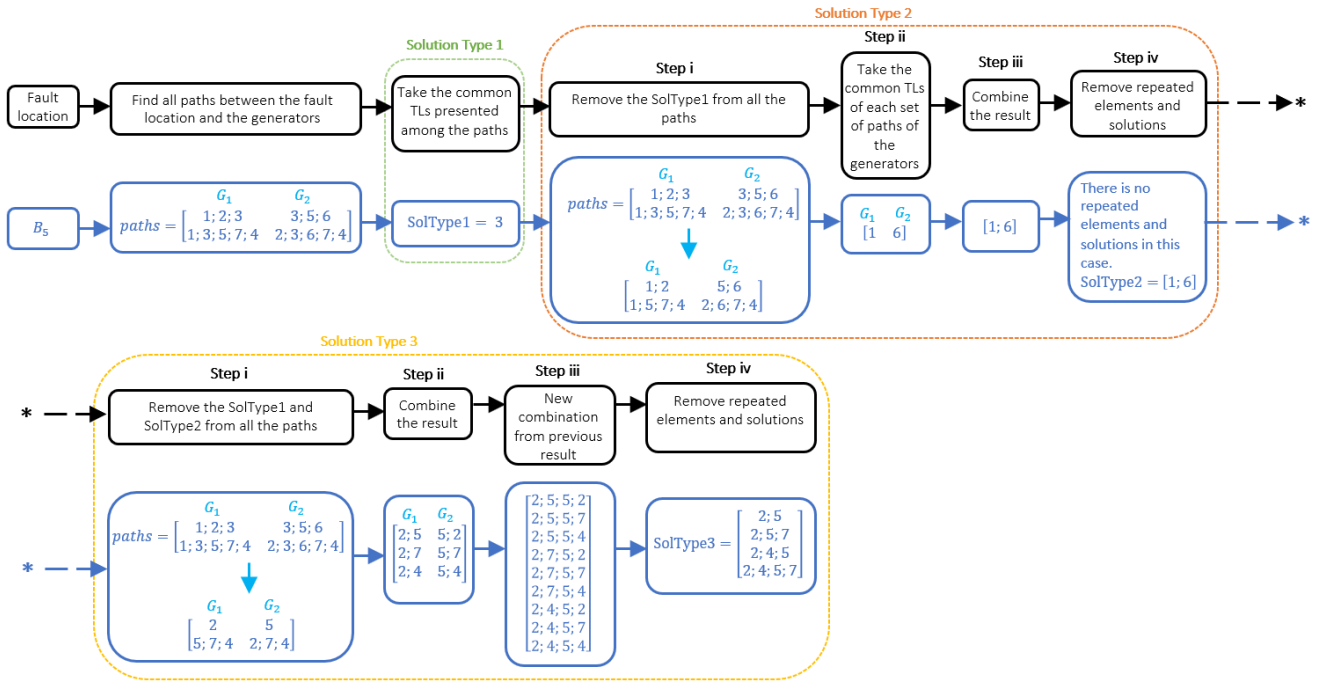 Solution Type 2
Solution Type 1
Step i
Step ii
Step iii
Step iv
Fault
location
Find all paths between the fault
location and the generators
Take the common
TLs presented
among the paths
Remove the SolType1 from all the
paths
Take the
common TLs
of each set
of paths of
the
generators
Combine
the result
Remove repeated
elements and
solutions
*
B₅
G₁ G₂
paths = [1; 2; 3 3; 5; 6
1; 3; 5; 7; 4 2; 3; 6; 7; 4]
SolType1 = 3
G₁ G₂
paths = [1; 2; 3 3; 5; 6
1; 3; 5; 7; 4 2; 3; 6; 7; 4]
G₁ G₂
[1; 2 5; 6
1; 5; 7; 4 2; 6; 7; 4]
G₁ G₂
[1 6]
[1; 6]
There is no
repeated
elements and
solutions in this
case.
SolType2 = [1; 6]
*
Solution Type 3
Step i
Step ii
Step iii
Step iv
*
Remove the SolType1 and
SolType2 from all the paths
Combine
the result
New
combination
from previous
result
Remove repeated
elements and solutions
*
G₁ G₂
paths = [1; 2; 3 3; 5; 6
1; 3; 5; 7; 4 2; 3; 6; 7; 4]
G₁ G₂
[2 5
5; 7; 4 2; 7; 4]
G₁ G₂
[2; 5 5; 2
2; 7 5; 7
2; 4 5; 4]
[2; 5; 5; 2
2; 5; 5; 7
2; 5; 5; 4
2; 7; 5; 2
2; 7; 5; 7
2; 7; 5; 4
2; 4; 5; 2
2; 4; 5; 7
2; 4; 5; 4]
SolType3 = [2; 5
2; 5; 7
2; 4; 5
2; 4; 5; 7]